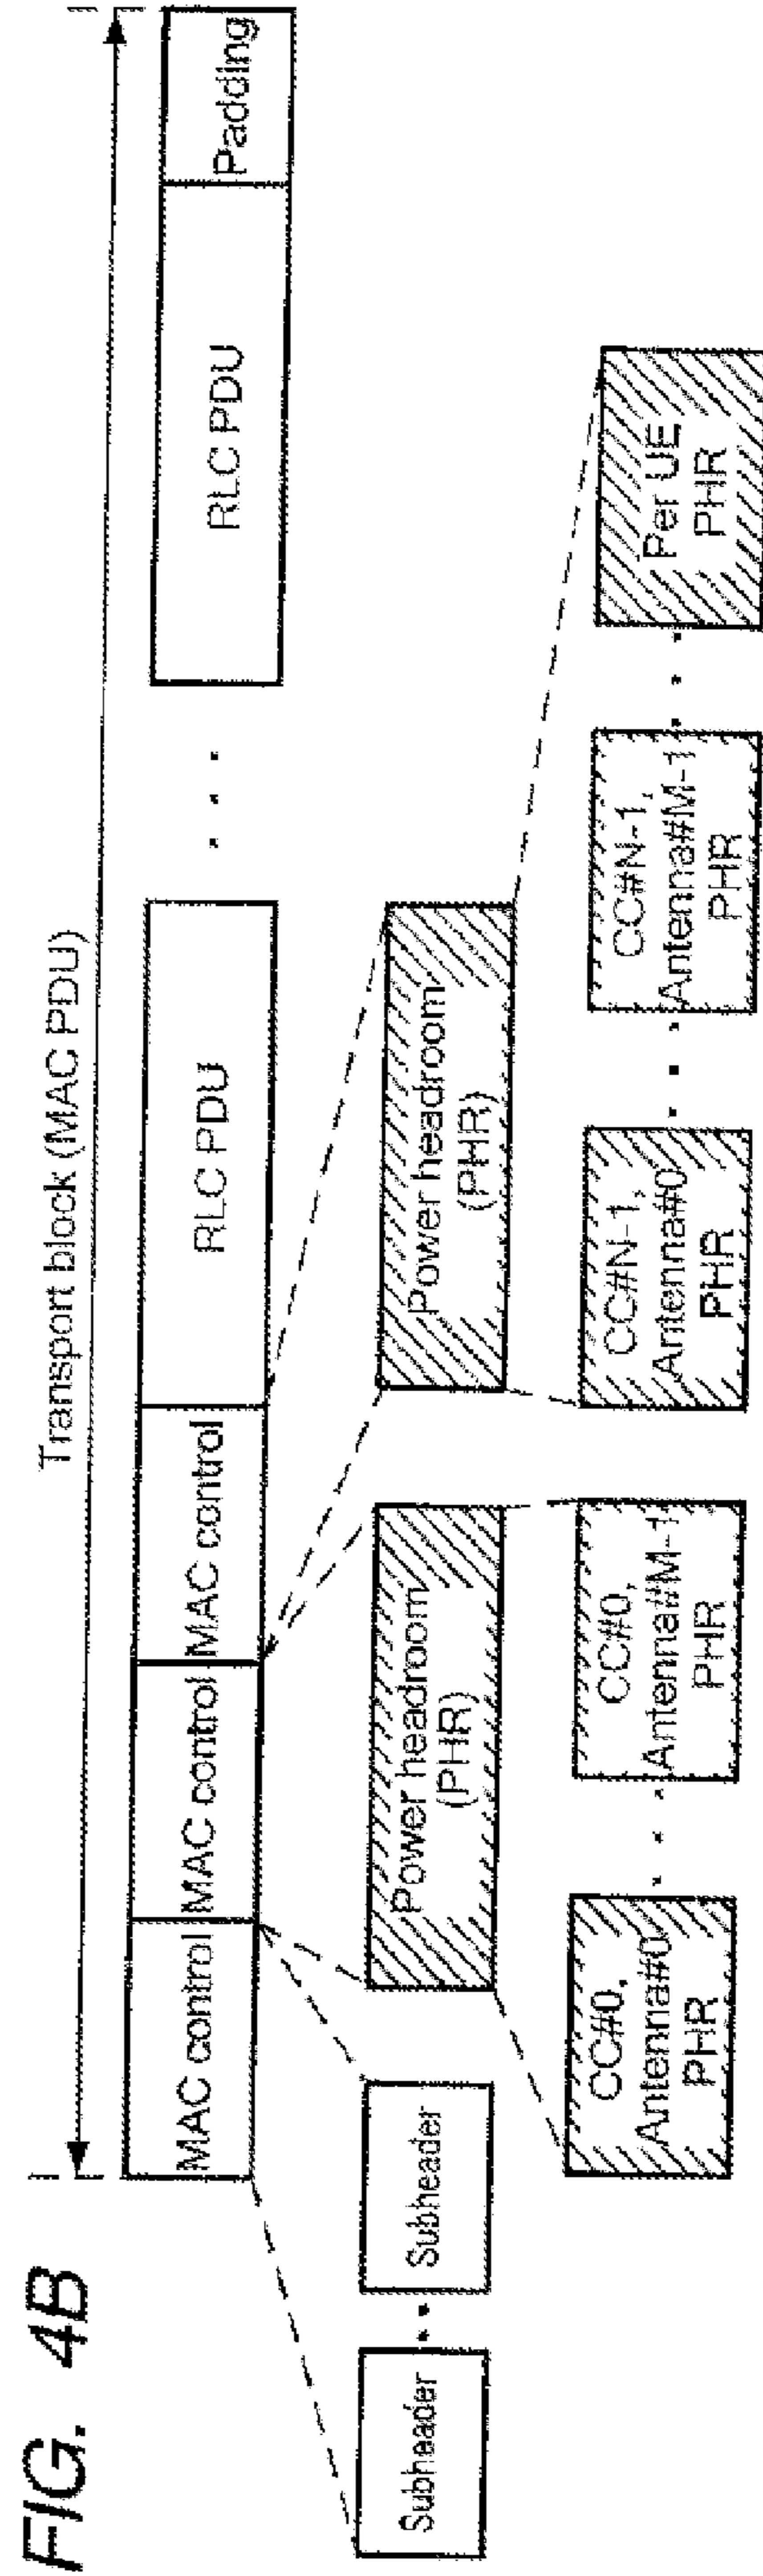 FIG. 4B
Transport block (MAC PDU)
MAC control
MAC control
MAC control
RLC PDU
. . .
RLC PDU
Padding
Subheader
. .
Subheader
Power headroom
(PHR)
Power headroom
(PHR)
CC#0,
Antenna#0
PHR
. . .
CC#0,
Antenna#M-1
PHR
CC#N-1,
Antenna#0
PHR
. . .
CC#N-1,
Antenna#M-1
PHR
. . .
Per UE
PHR